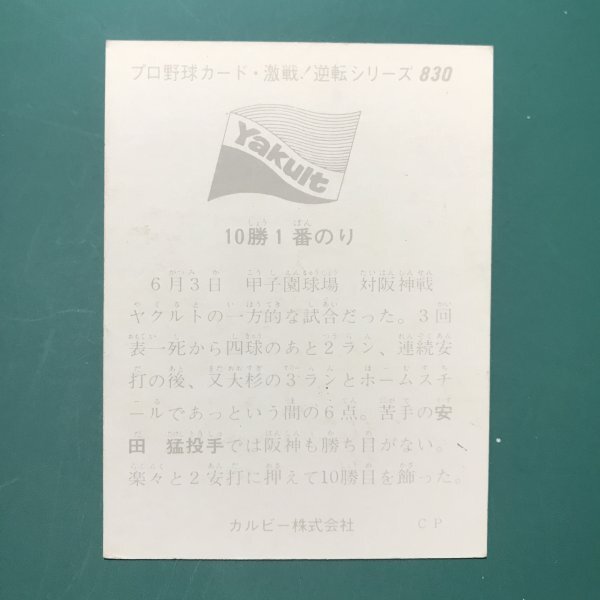 プロ野球カード・激戦!逆転シリーズ 830
Yakult
10勝1番のり
6月3日 甲子園球場 対阪神戦
ヤクルトの一方的な試合だった。3回
表一死から四球のあと2ラン、連続安
打の後、又大杉の3ランとホームスチ
ールであっという間の6点。苦手の安
田 猛投手では阪神も勝ち目がない。
楽々と2安打に押えて10勝目を飾った。
カルビー株式会社 CP